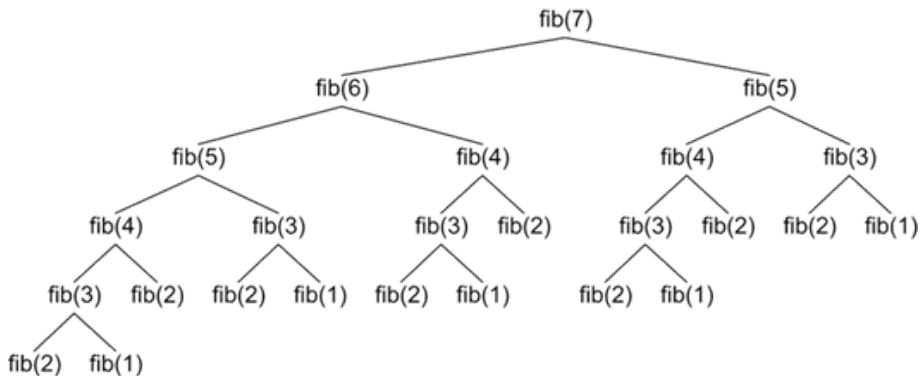 fib(7)
fib(6) fib(5)
fib(5) fib(4) fib(4) fib(3)
fib(4) fib(3) fib(3) fib(2) fib(3) fib(2) fib(2) fib(1)
fib(3) fib(2) fib(2) fib(1) fib(2) fib(1) fib(2) fib(1)
fib(2) fib(1)